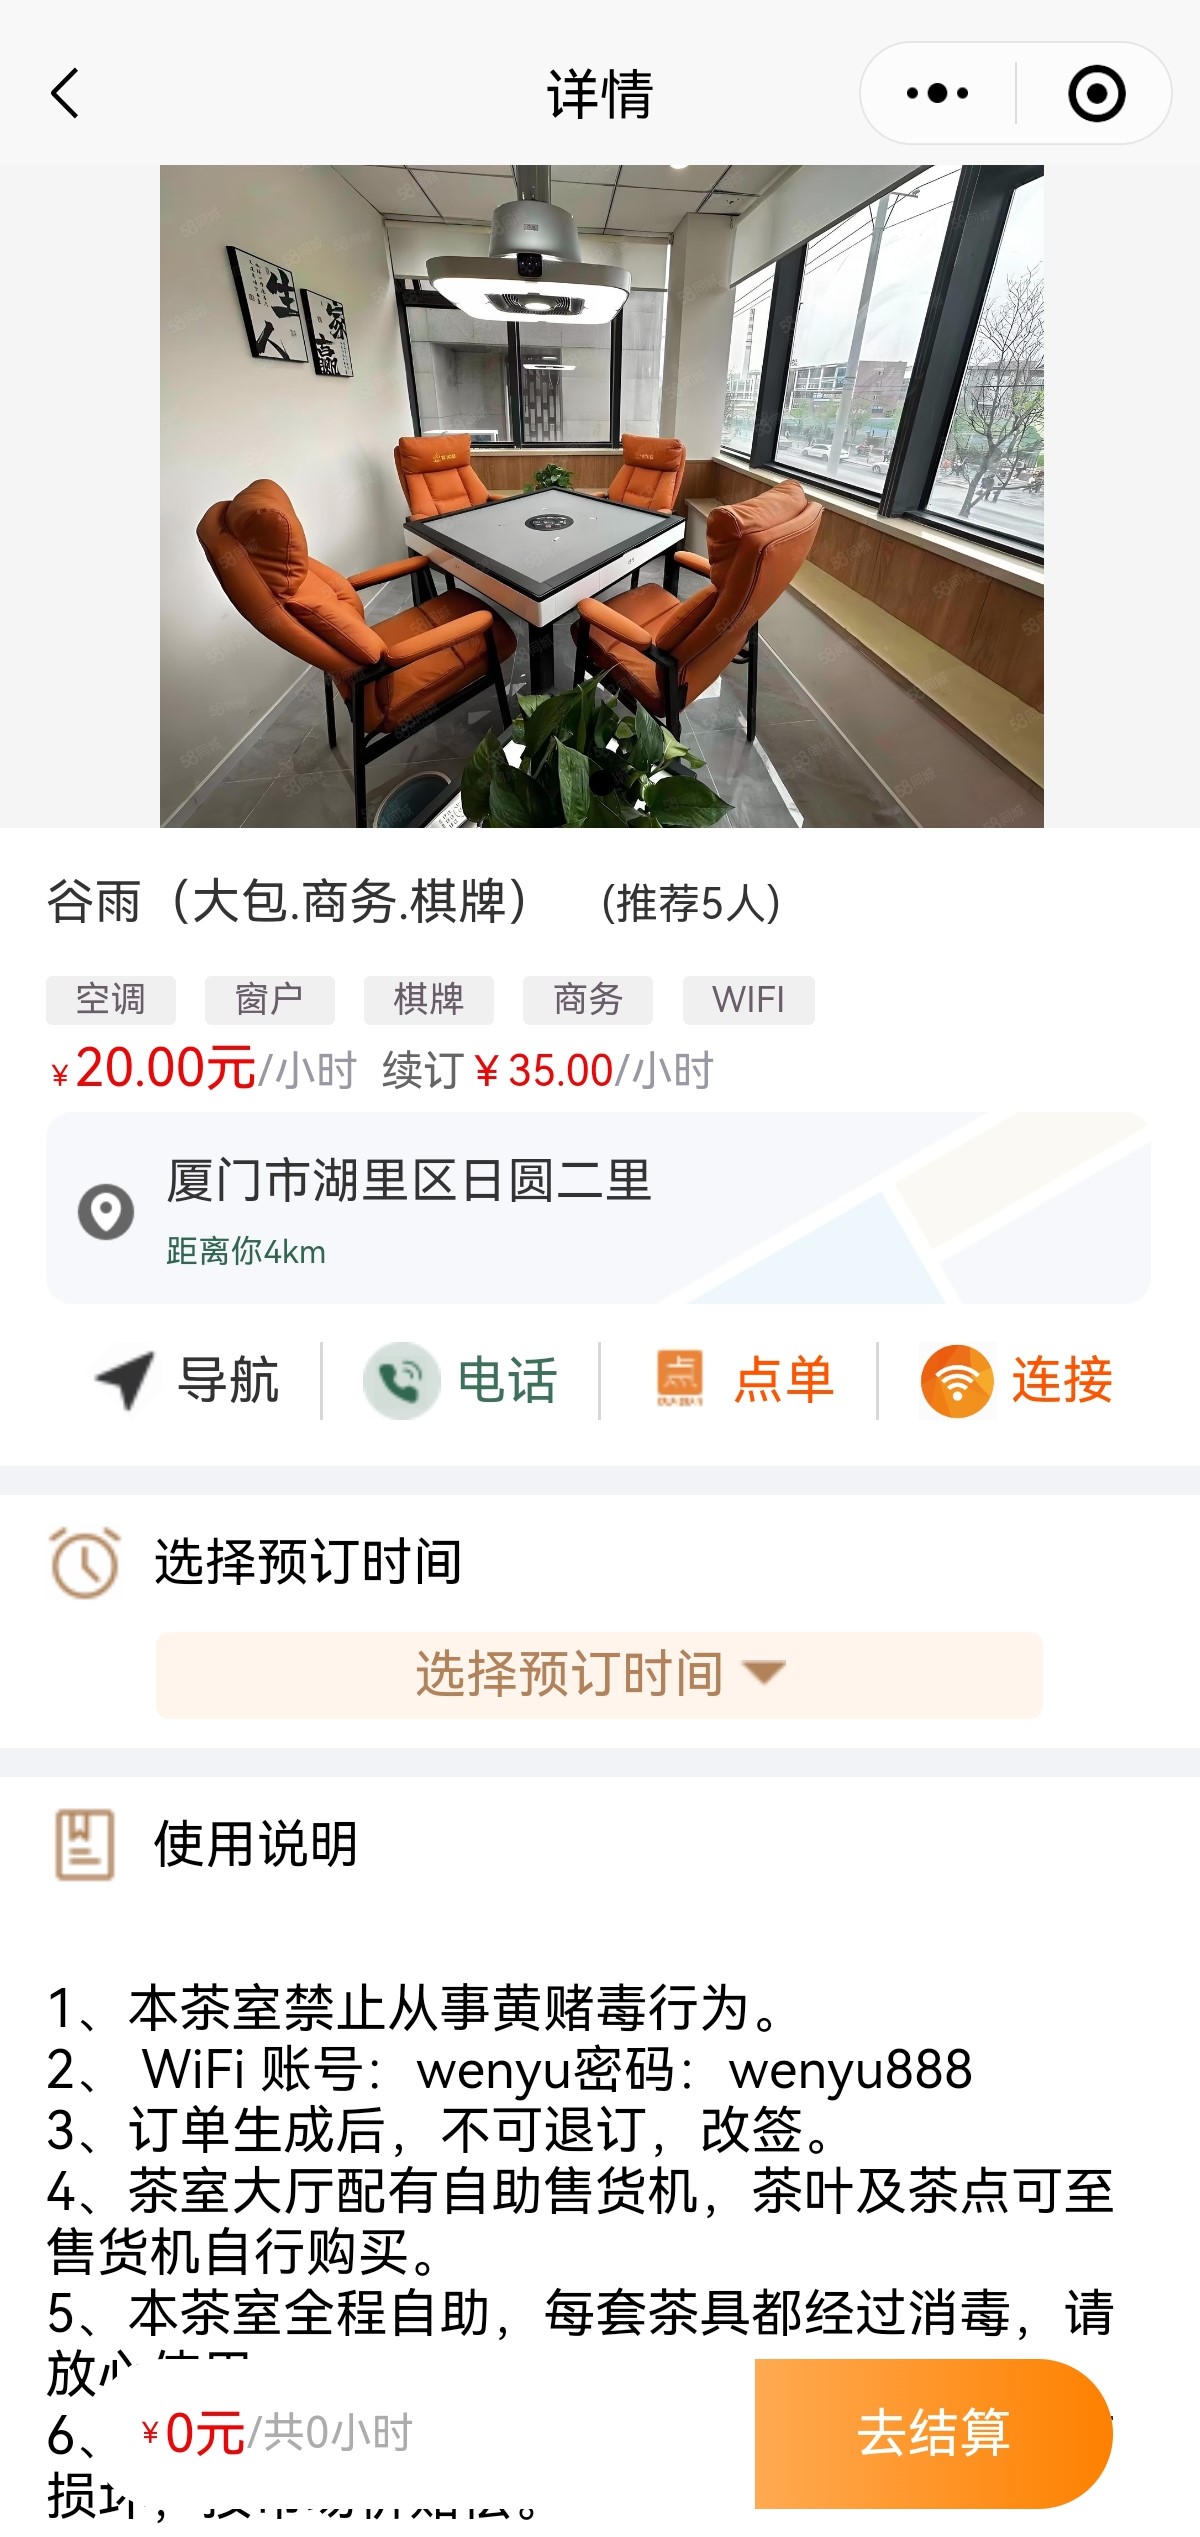 详情
人生
赢家
谷雨（大包.商务.棋牌） (推荐5人)
空调 窗户 棋牌 商务 WIFI
¥20.00元/小时 续订¥35.00/小时
厦门市湖里区日圆二里
距离你4km
导航 电话 点单 连接
选择预订时间
选择预订时间
使用说明
1、本茶室禁止从事黄赌毒行为。
2、 WiFi 账号：wenyu密码：wenyu888
3、订单生成后，不可退订，改签。
4、茶室大厅配有自助售货机，茶叶及茶点可至
售货机自行购买。
5、本茶室全程自助，每套茶具都经过消毒，请
放心使用
6、
¥0元/共0小时
去结算
损坏，按市场价赔偿。